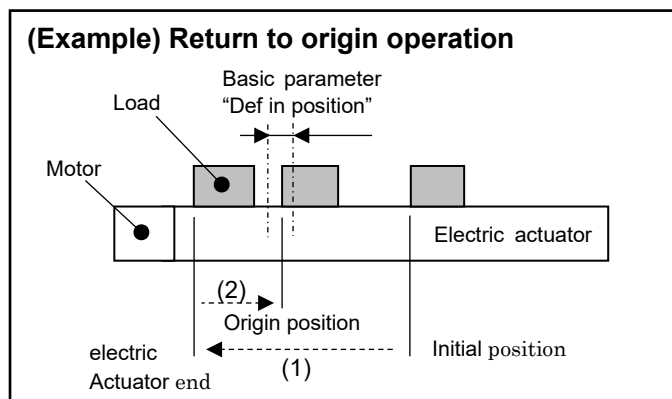 (Example) Return to origin operation
Basic parameter
“Def in position”
Load
Motor
Electric actuator
(2)
Origin position
electric
Actuator end
(1)
Initial position